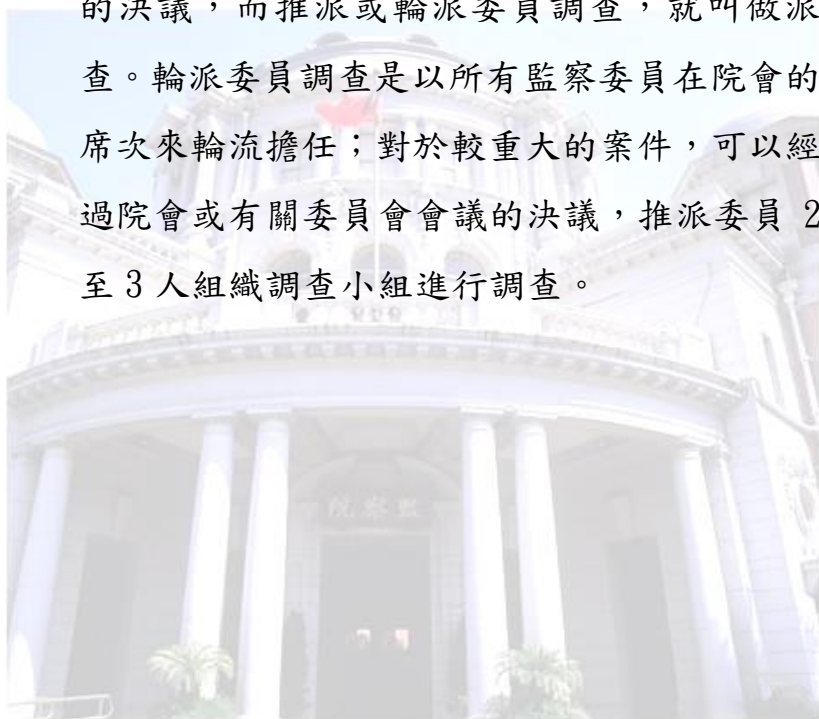 的決議，而推派或輪派委員調查，就叫做派
查。輪派委員調查是以所有監察委員在院會的
席次來輪流擔任；對於較重大的案件，可以經
過院會或有關委員會會議的決議，推派委員 2
至 3 人組織調查小組進行調查。
院察監